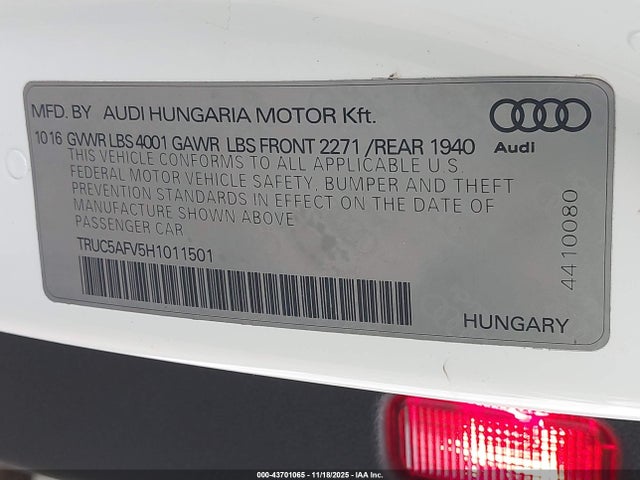 MFD. BY AUDI HUNGARIA MOTOR Kft.
1016 GVWR LBS 4001 GAWR LBS FRONT 2271 /REAR 1940
THIS VEHICLE CONFORMS TO ALL APPLICABLE U.S.
FEDERAL MOTOR VEHICLE SAFETY, BUMPER AND THEFT
PREVENTION STANDARDS IN EFFECT ON THE DATE OF
MANUFACTURE SHOWN ABOVE
PASSENGER CAR
TRUC5AFV5H1011501
Audi
4410080
HUNGARY
000-43701065 - 11/18/2025 - IAA Inc.